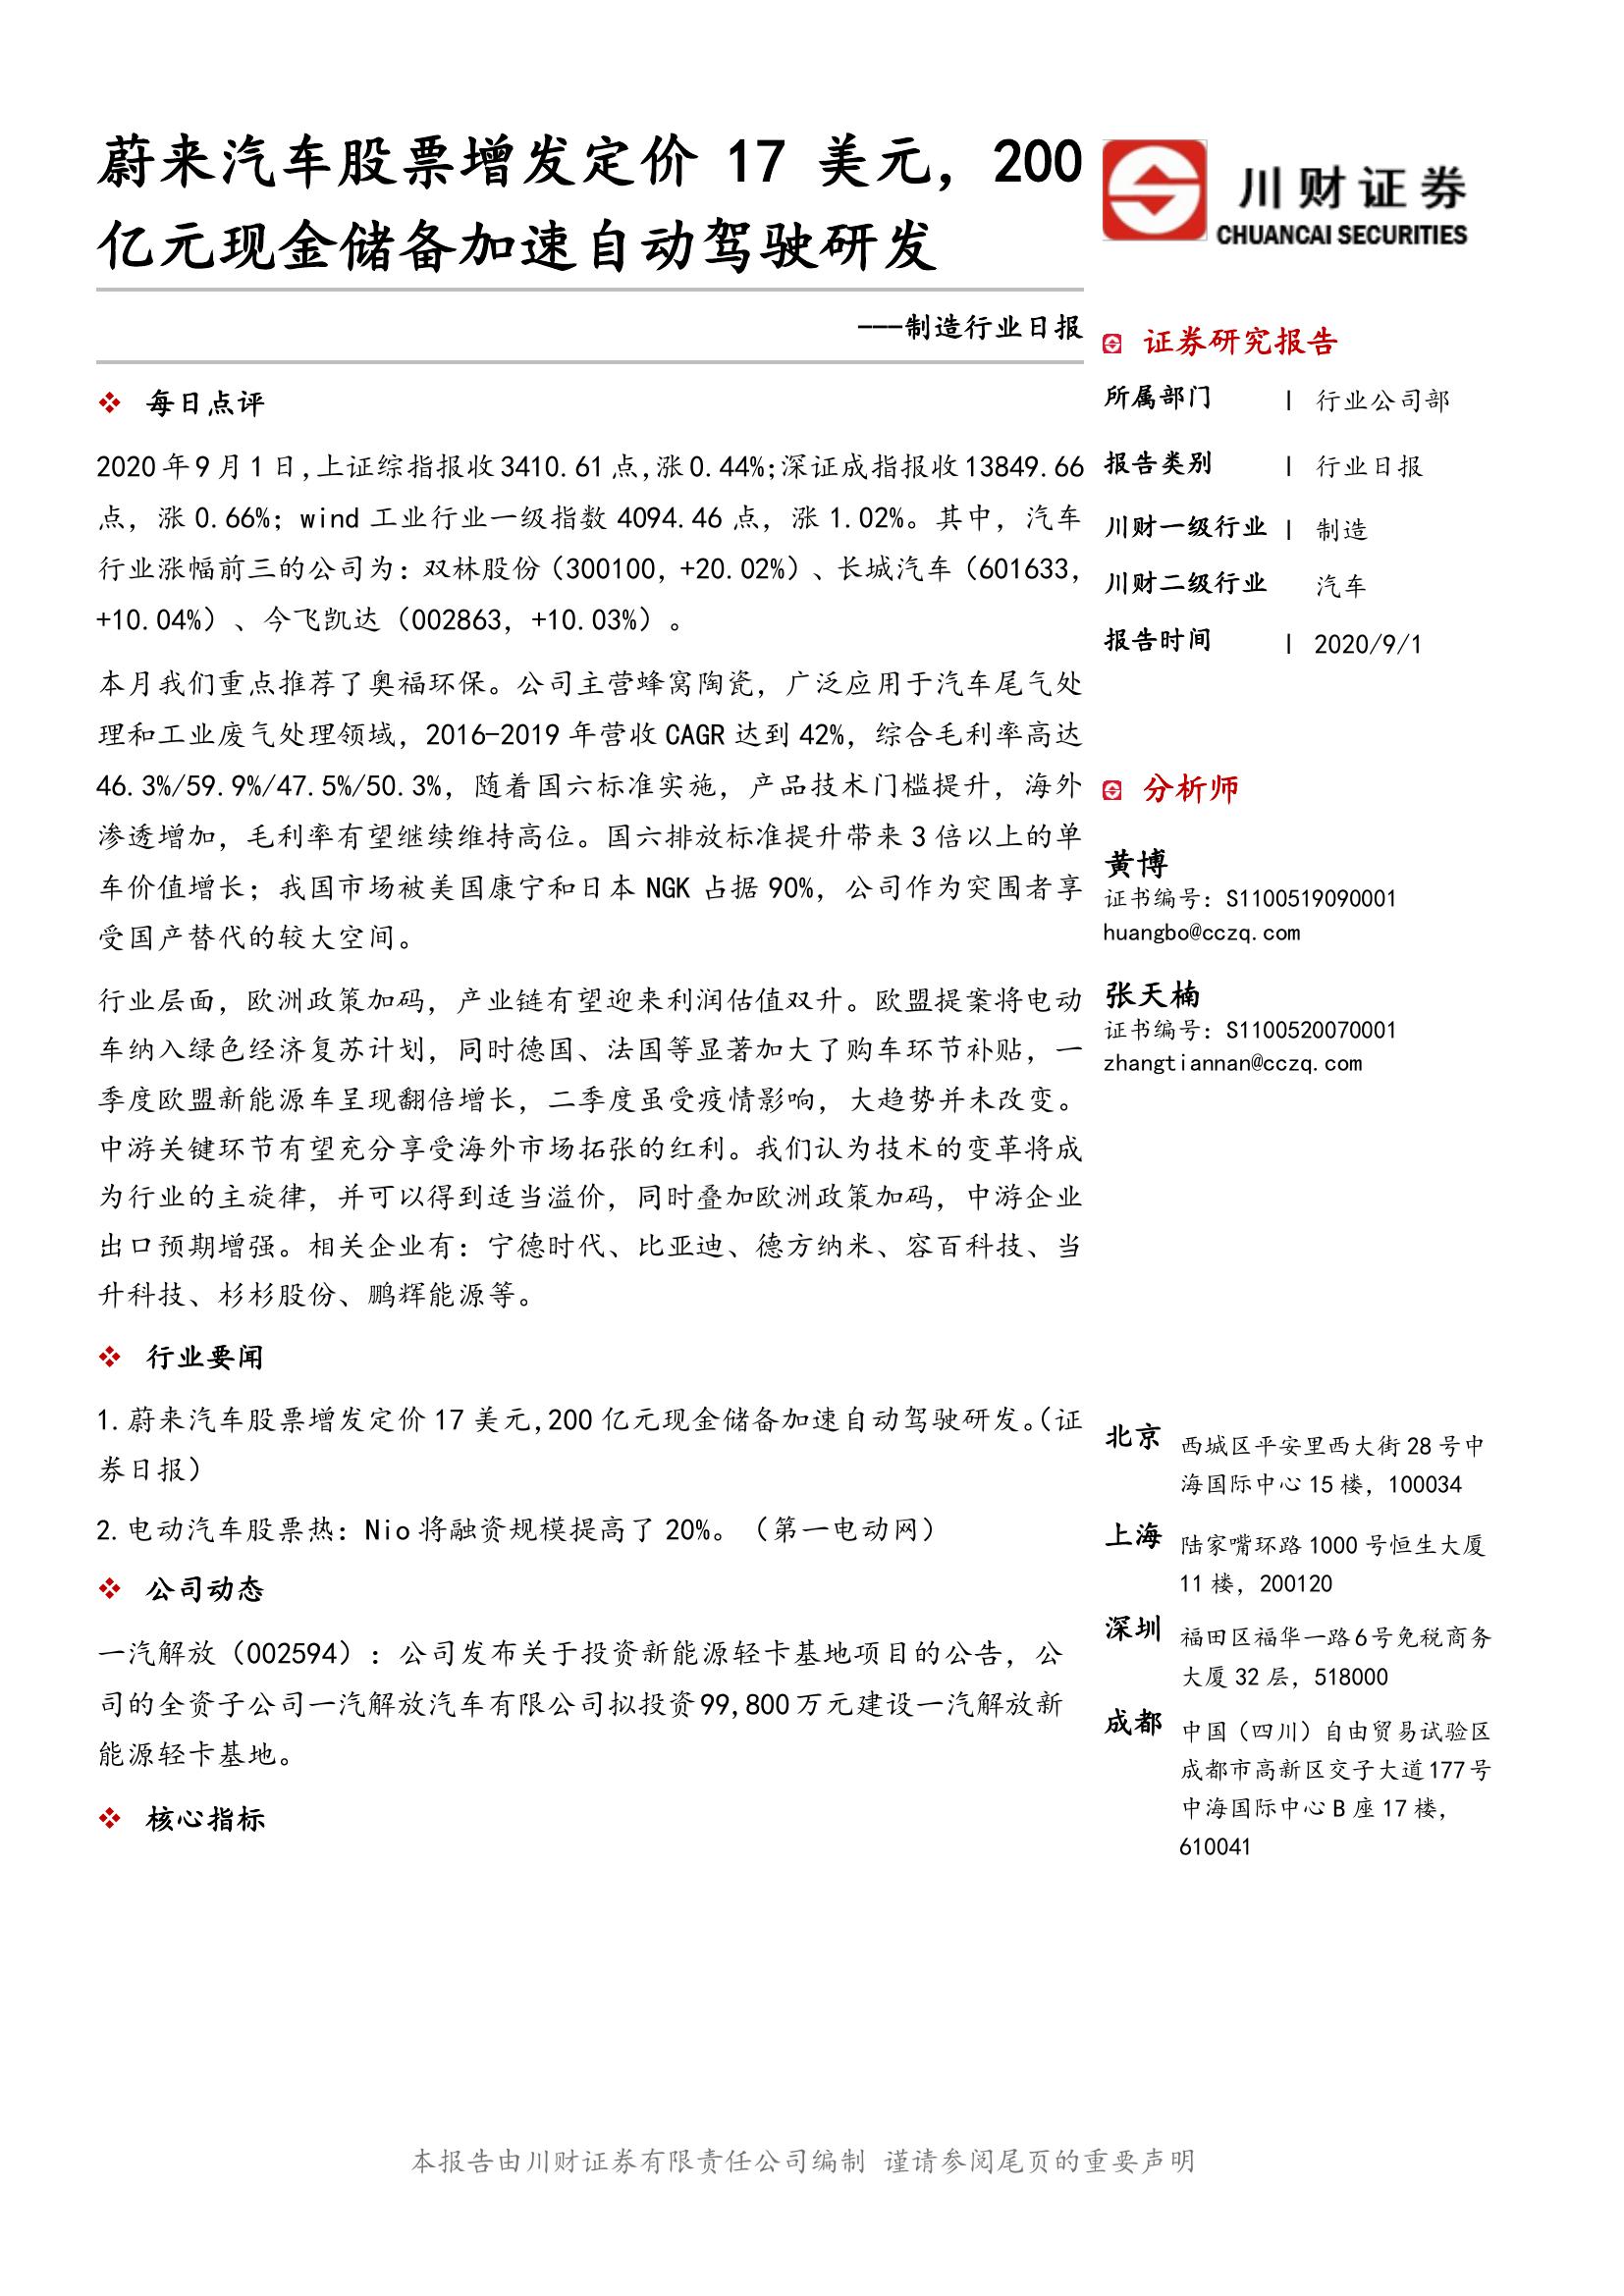 蔚来汽车股票增发定价 17 美元，200
亿元现金储备加速自动驾驶研发
---制造行业日报
❖ 每日点评
2020年9月1日,上证综指报收3410.61点,涨0.44%;深证成指报收13849.66
点，涨 0.66%；wind 工业行业一级指数 4094.46 点，涨 1.02%。其中，汽车
行业涨幅前三的公司为：双林股份（300100，+20.02%）、长城汽车（601633，
+10.04%）、今飞凯达（002863，+10.03%）。
本月我们重点推荐了奥福环保。公司主营蜂窝陶瓷，广泛应用于汽车尾气处
理和工业废气处理领域，2016-2019 年营收 CAGR 达到 42%，综合毛利率高达
46.3%/59.9%/47.5%/50.3%，随着国六标准实施，产品技术门槛提升，海外
渗透增加，毛利率有望继续维持高位。国六排放标准提升带来 3 倍以上的单
车价值增长；我国市场被美国康宁和日本 NGK 占据 90%，公司作为突围者享
受国产替代的较大空间。
行业层面，欧洲政策加码，产业链有望迎来利润估值双升。欧盟提案将电动
车纳入绿色经济复苏计划，同时德国、法国等显著加大了购车环节补贴，一
季度欧盟新能源车呈现翻倍增长，二季度虽受疫情影响，大趋势并未改变。
中游关键环节有望充分享受海外市场拓张的红利。我们认为技术的变革将成
为行业的主旋律，并可以得到适当溢价，同时叠加欧洲政策加码，中游企业
出口预期增强。相关企业有：宁德时代、比亚迪、德方纳米、容百科技、当
升科技、杉杉股份、鹏辉能源等。
❖ 行业要闻
1.蔚来汽车股票增发定价17美元,200亿元现金储备加速自动驾驶研发。（证
券日报）
2.电动汽车股票热：Nio将融资规模提高了20%。（第一电动网）
❖ 公司动态
一汽解放（002594）：公司发布关于投资新能源轻卡基地项目的公告，公
司的全资子公司一汽解放汽车有限公司拟投资99,800万元建设一汽解放新
能源轻卡基地。
❖ 核心指标
川财证券
CHUANCAI SECURITIES
证券研究报告
所属部门 | 行业公司部
报告类别 | 行业日报
川财一级行业 | 制造
川财二级行业 汽车
报告时间 | 2020/9/1
分析师
黄博
证书编号：S1100519090001
huangbo@cczq.com
张天楠
证书编号：S1100520070001
zhangtiannan@cczq.com
北京 西城区平安里西大街28号中
海国际中心15楼，100034
上海 陆家嘴环路1000号恒生大厦
11楼，200120
深圳 福田区福华一路6号免税商务
大厦32层，518000
成都 中国（四川）自由贸易试验区
成都市高新区交子大道177号
中海国际中心B座17楼，
610041
本报告由川财证券有限责任公司编制 谨请参阅尾页的重要声明